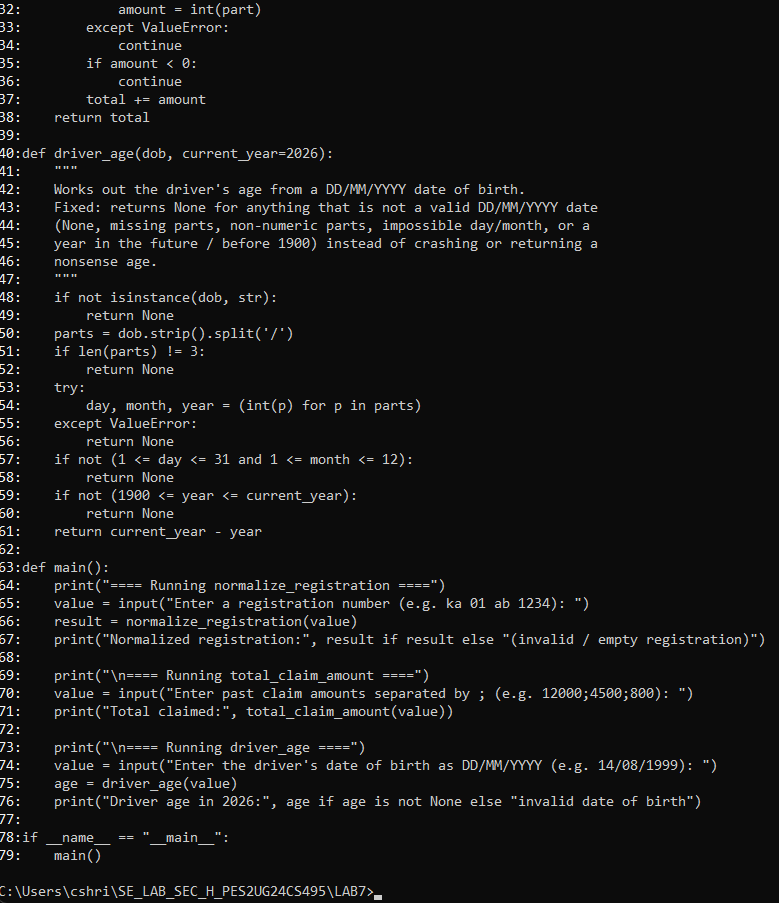 32:            amount = int(part)
33:        except ValueError:
34:            continue
35:        if amount < 0:
36:            continue
37:        total += amount
38:    return total
39:
40:def driver_age(dob, current_year=2026):
41:    """
42:    Works out the driver's age from a DD/MM/YYYY date of birth.
43:    Fixed: returns None for anything that is not a valid DD/MM/YYYY date
44:    (None, missing parts, non-numeric parts, impossible day/month, or a
45:    year in the future / before 1900) instead of crashing or returning a
46:    nonsense age.
47:    """
48:    if not isinstance(dob, str):
49:        return None
50:    parts = dob.strip().split('/')
51:    if len(parts) != 3:
52:        return None
53:    try:
54:        day, month, year = (int(p) for p in parts)
55:    except ValueError:
56:        return None
57:    if not (1 <= day <= 31 and 1 <= month <= 12):
58:        return None
59:    if not (1900 <= year <= current_year):
60:        return None
61:    return current_year - year
62:
63:def main():
64:    print("==== Running normalize_registration ====")
65:    value = input("Enter a registration number (e.g. ka 01 ab 1234): ")
66:    result = normalize_registration(value)
67:    print("Normalized registration:", result if result else "(invalid / empty registration)")
68:
69:    print("\n==== Running total_claim_amount ====")
70:    value = input("Enter past claim amounts separated by ; (e.g. 12000;4500;800): ")
71:    print("Total claimed:", total_claim_amount(value))
72:
73:    print("\n==== Running driver_age ====")
74:    value = input("Enter the driver's date of birth as DD/MM/YYYY (e.g. 14/08/1999): ")
75:    age = driver_age(value)
76:    print("Driver age in 2026:", age if age is not None else "invalid date of birth")
77:
78:if __name__ == "__main__":
79:    main()

C:\Users\cshri\SE_LAB_SEC_H_PES2UG24CS495\LAB7>